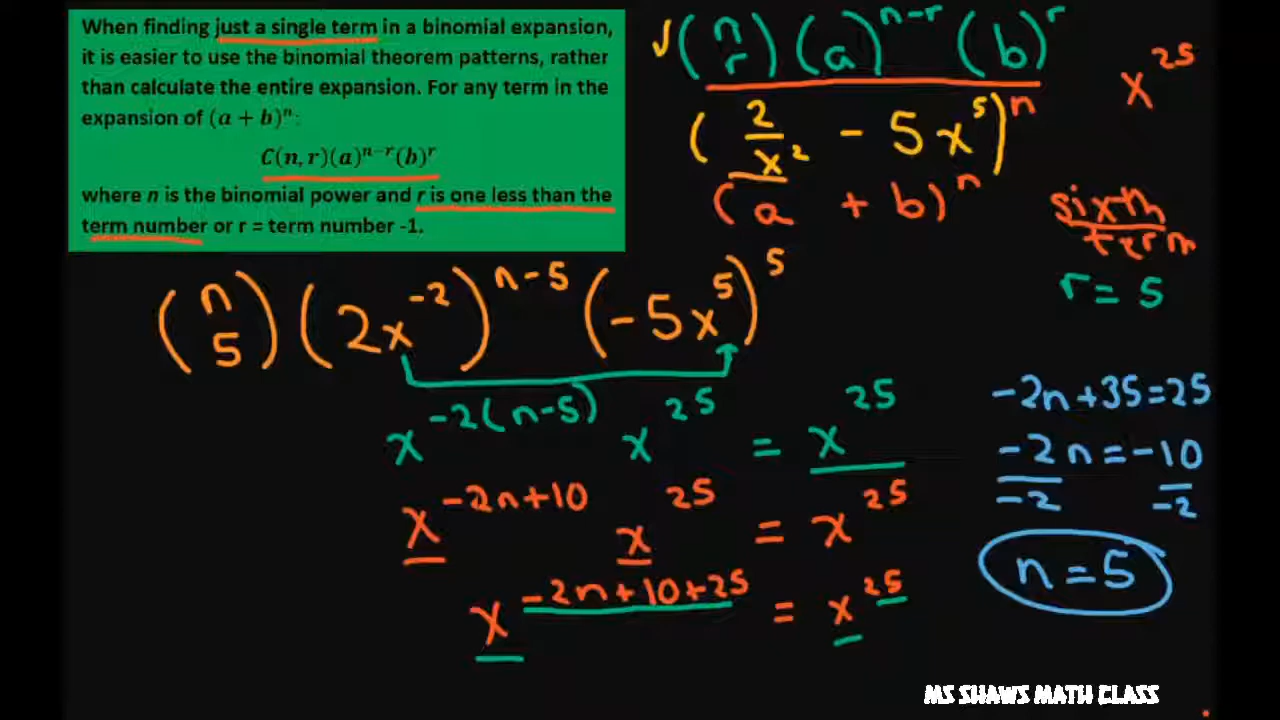 When finding just a single term in a binomial expansion,
it is easier to use the binomial theorem patterns, rather
than calculate the entire expansion. For any term in the
expansion of (a + b)ⁿ:
C(n, r)(a)ⁿ⁻ʳ(b)ʳ
where n is the binomial power and r is one less than the
term number or r = term number -1.
√(n r)(a)ⁿ⁻ʳ (b)ʳ
x²⁵
(2/x² - 5x⁵)ⁿ
(a + b)ⁿ
sixth
term
r = 5
(n 5)(2x⁻²)ⁿ⁻⁵(-5x⁵)⁵
x⁻²⁽ⁿ⁻⁵⁾ x²⁵ = x²⁵
x⁻²ⁿ⁺¹⁰ x²⁵ = x²⁵
x⁻²ⁿ⁺¹⁰⁺²⁵ = x²⁵
-2n+35=25
-2n=-10
-2 -2
n=5
MS SHAWS MATH CLASS